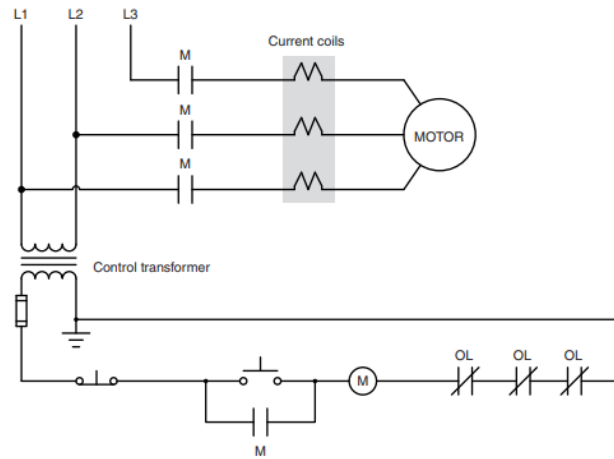 L1 L2 L3
Current coils
M
M
MOTOR
M
Control transformer
OL OL OL
M
M